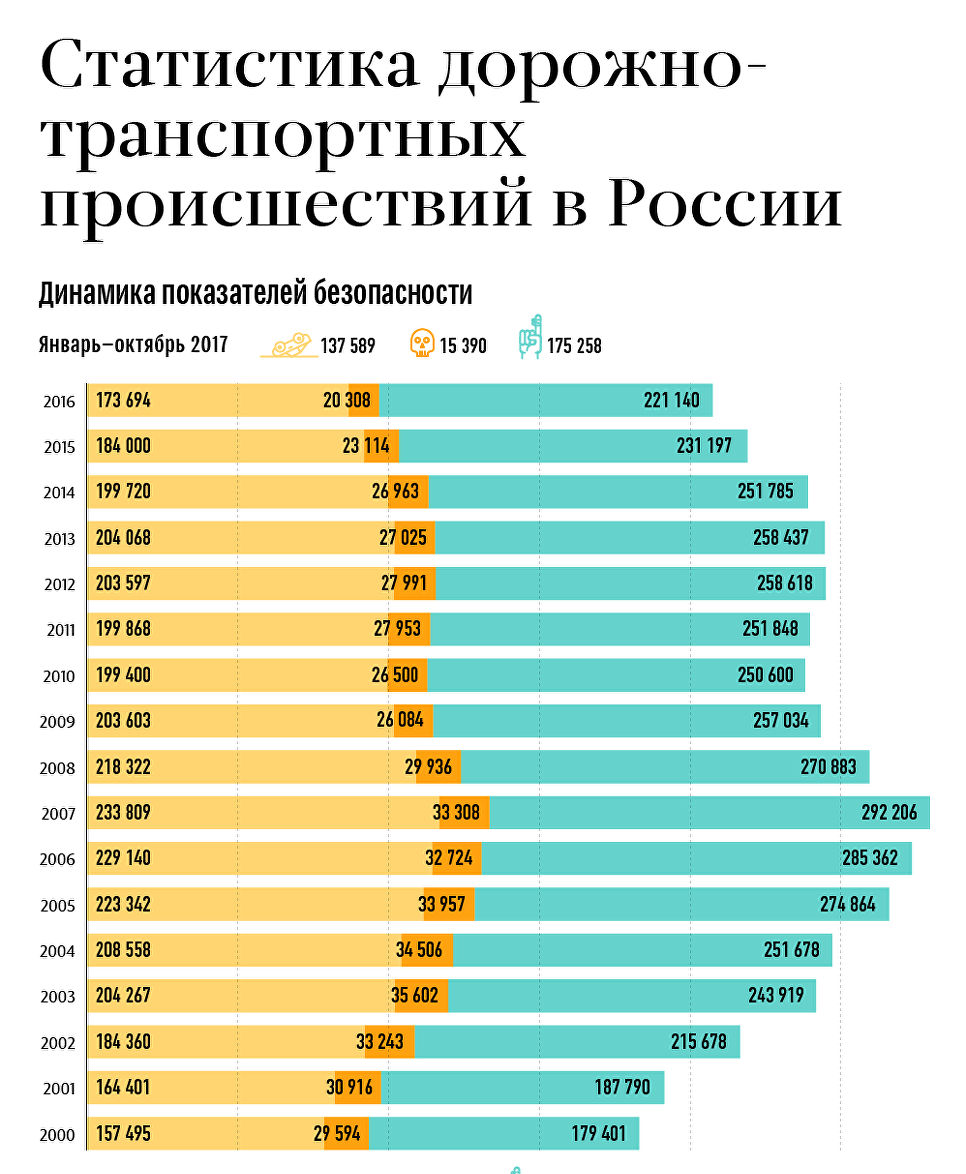 Статистика дорожно-
транспортных
происшествий в России
Динамика показателей безопасности
Январь–октябрь 2017 137 589 15 390 175 258
2016 173 694 20 308 221 140
2015 184 000 23 114 231 197
2014 199 720 26 963 251 785
2013 204 068 27 025 258 437
2012 203 597 27 991 258 618
2011 199 868 27 953 251 848
2010 199 400 26 500 250 600
2009 203 603 26 084 257 034
2008 218 322 29 936 270 883
2007 233 809 33 308 292 206
2006 229 140 32 724 285 362
2005 223 342 33 957 274 864
2004 208 558 34 506 251 678
2003 204 267 35 602 243 919
2002 184 360 33 243 215 678
2001 164 401 30 916 187 790
2000 157 495 29 594 179 401